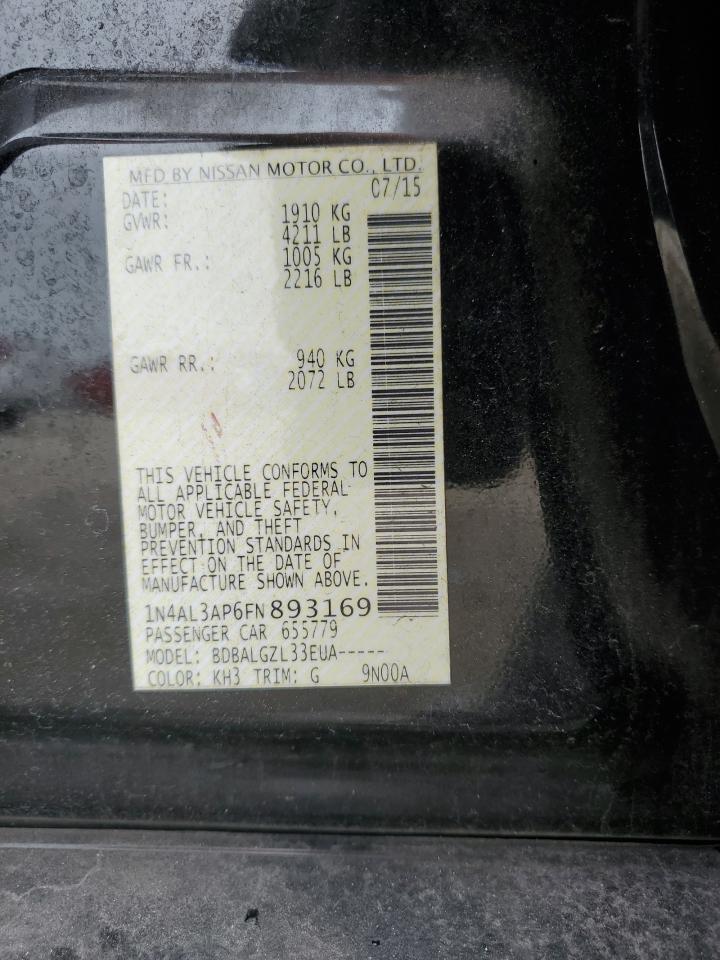 MFD BY NISSAN MOTOR CO., LTD.
DATE: 07/15
GVWR: 1910 KG
4211 LB
GAWR FR.: 1005 KG
2216 LB
GAWR RR.: 940 KG
2072 LB
THIS VEHICLE CONFORMS TO
ALL APPLICABLE FEDERAL
MOTOR VEHICLE SAFETY,
BUMPER, AND THEFT
PREVENTION STANDARDS IN
EFFECT ON THE DATE OF
MANUFACTURE SHOWN ABOVE.
1N4AL3AP6FN893169
PASSENGER CAR 655779
MODEL: BDBALGZL33EUA-----
COLOR: KH3 TRIM: G 9N00A